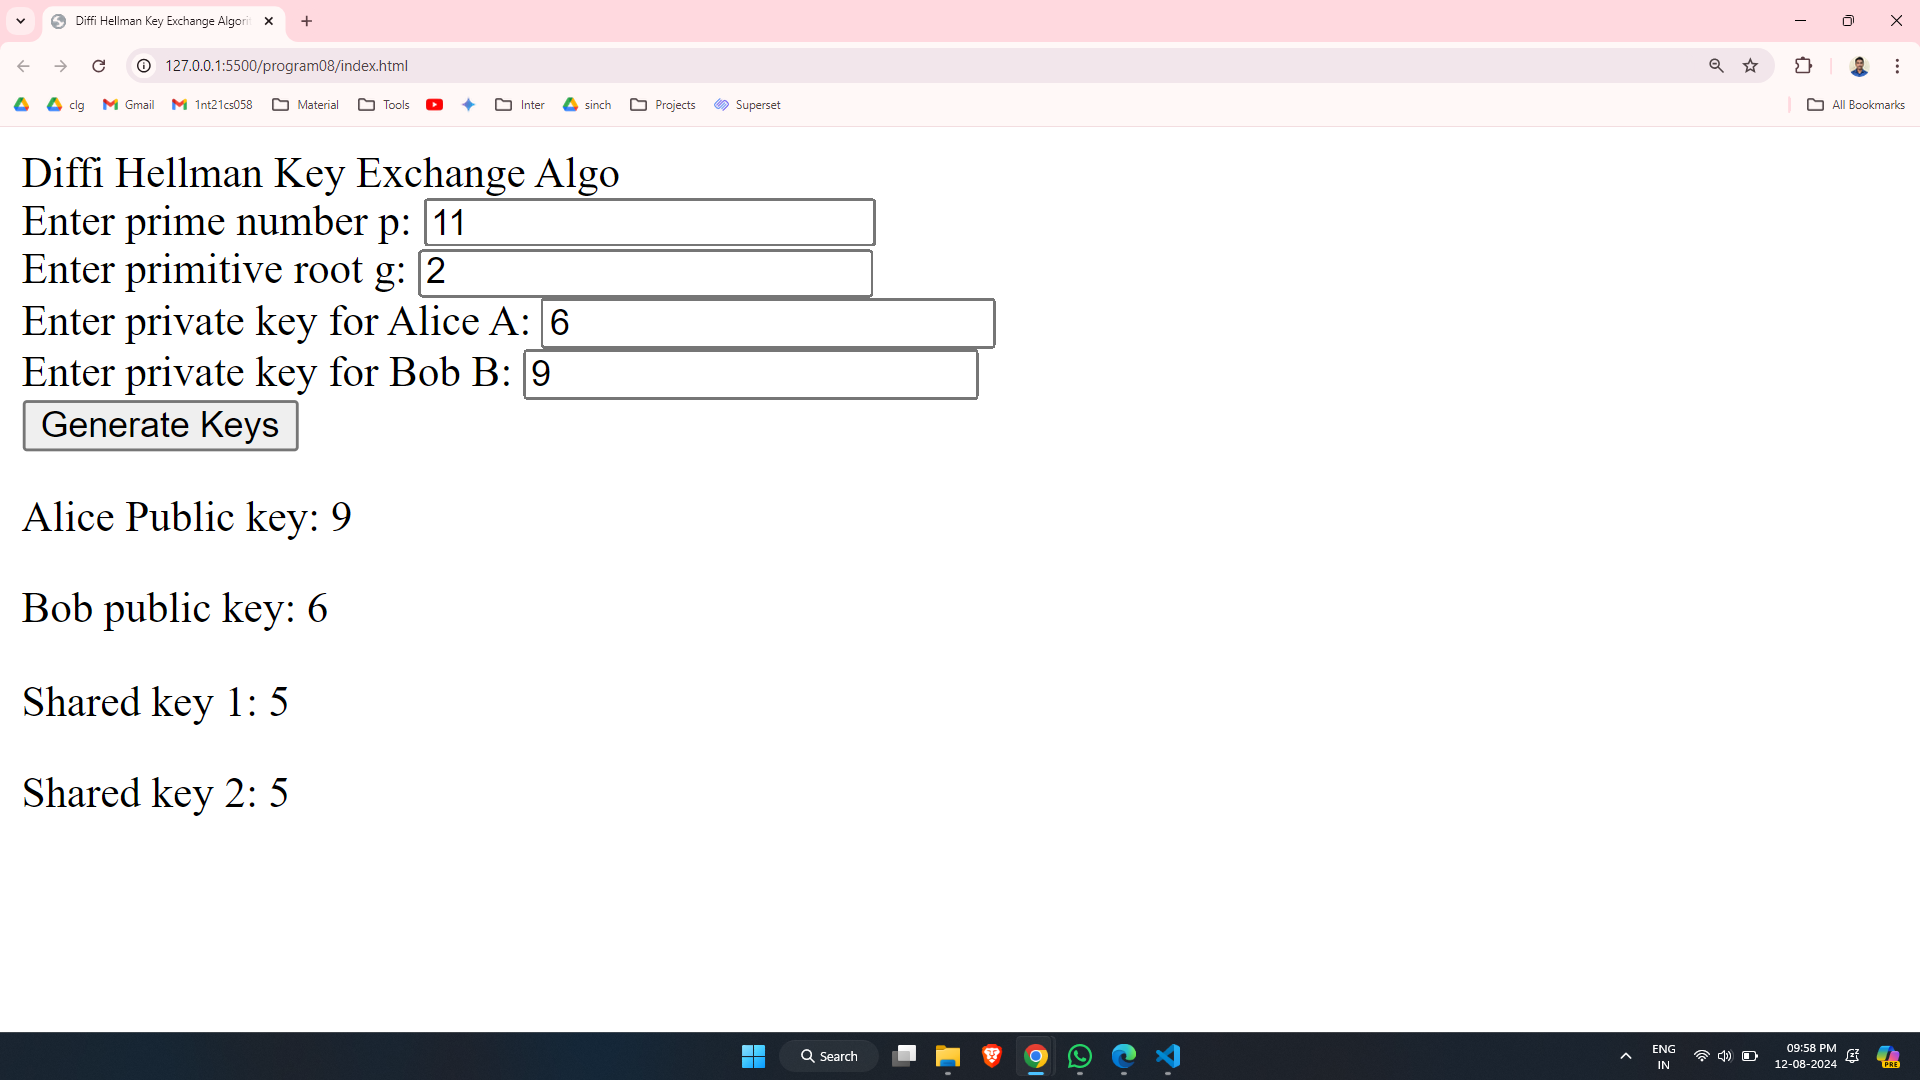 Diffi Hellman Key Exchange Algori
127.0.0.1:5500/program08/index.html
clg Gmail 1nt21cs058 Material Tools Inter sinch Projects Superset All Bookmarks
Diffi Hellman Key Exchange Algo
Enter prime number p: 11
Enter primitive root g: 2
Enter private key for Alice A: 6
Enter private key for Bob B: 9
Generate Keys
Alice Public key: 9
Bob public key: 6
Shared key 1: 5
Shared key 2: 5
Search
ENG
IN
09:58 PM
12-08-2024
PRE